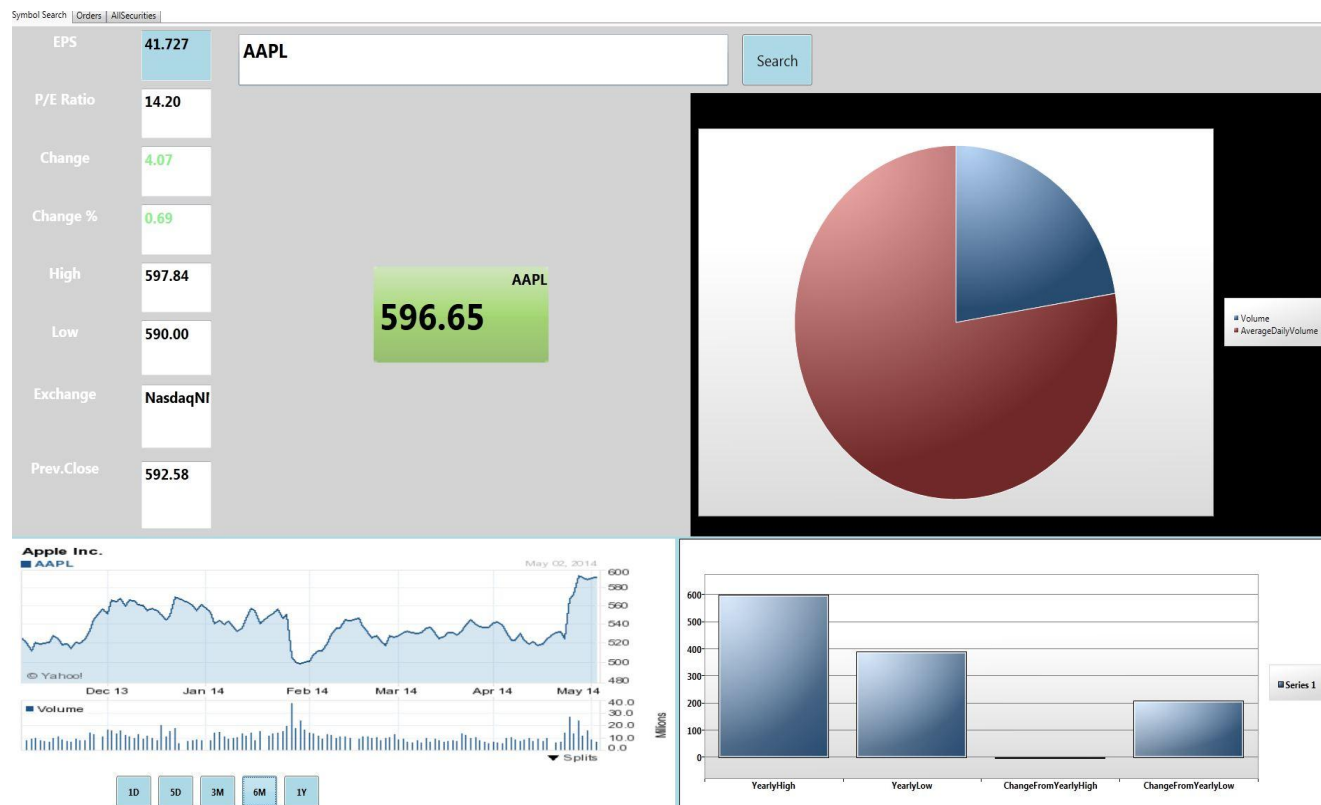 Symbol Search Orders AllSecurities
EPS 41.727 AAPL Search
P/E Ratio 14.20
Change 4.07
Change % 0.69
High 597.84
Low 590.00
Exchange NasdaqNM
Prev.Close 592.58
AAPL
596.65
Volume
AverageDailyVolume
Apple Inc.
AAPL May 02, 2014
600
580
560
540
520
500
480
© Yahoo!
Dec 13 Jan 14 Feb 14 Mar 14 Apr 14 May 14
Volume
40.0
30.0
20.0
10.0
0.0
Millions
Splits
1D 5D 3M 6M 1Y
600
500
400
300
200
100
0
YearlyHigh YearlyLow ChangeFromYearlyHigh ChangeFromYearlyLow
Series 1